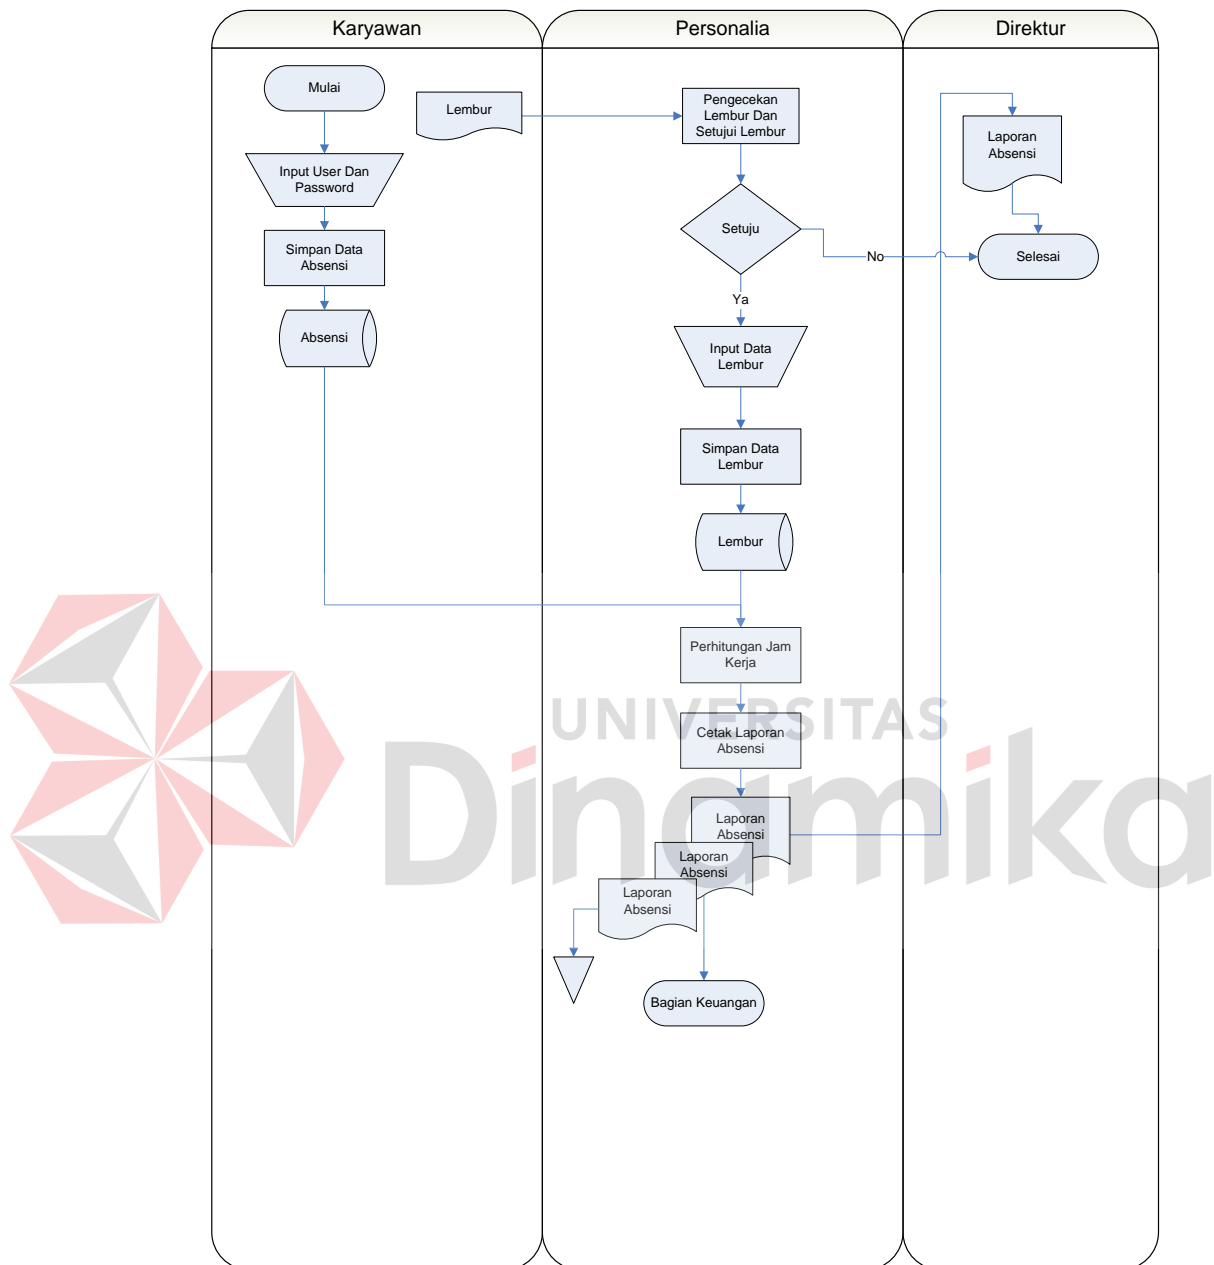 Karyawan
Personalia
Direktur
Mulai
Input User Dan
Password
Simpan Data
Absensi
Absensi
Lembur
Pengecekan
Lembur Dan
Setujui Lembur
Setuju
No
Ya
Input Data
Lembur
Simpan Data
Lembur
Lembur
Perhitungan Jam
Kerja
Cetak Laporan
Absensi
Laporan
Absensi
Laporan
Absensi
Laporan
Absensi
Bagian Keuangan
Laporan
Absensi
Selesai
UNIVERSITAS
Dinamika